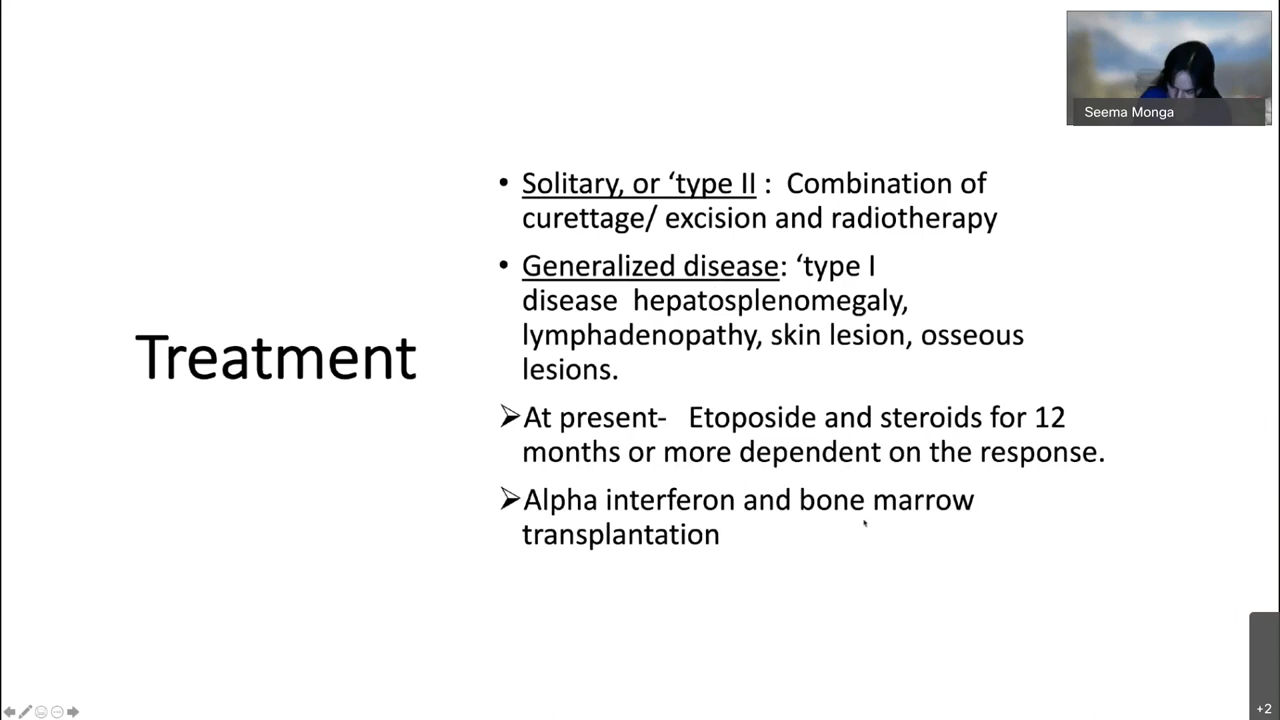 Seema Monga
Treatment
• Solitary, or ‘type II : Combination of
curettage/ excision and radiotherapy
• Generalized disease: ‘type I
disease hepatosplenomegaly,
lymphadenopathy, skin lesion, osseous
lesions.
➢At present- Etoposide and steroids for 12
months or more dependent on the response.
➢Alpha interferon and bone marrow
transplantation
+2